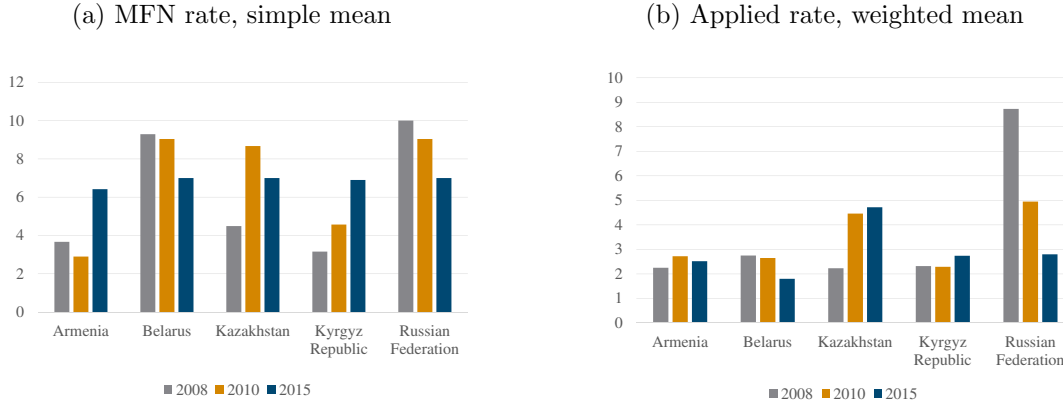 (a) MFN rate, simple mean
12
10
8
6
4
2
0
Armenia
Belarus
Kazakhstan
Kyrgyz
Republic
Russian
Federation
2008 2010 2015
(b) Applied rate, weighted mean
10
9
8
7
6
5
4
3
2
1
0
Armenia
Belarus
Kazakhstan
Kyrgyz
Republic
Russian
Federation
2008 2010 2015